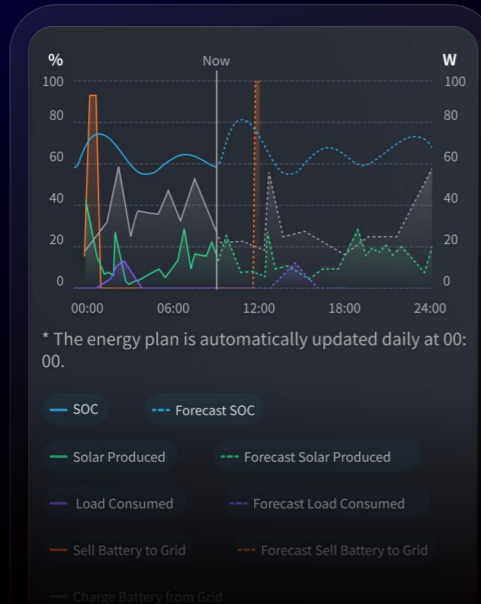 % Now W
100 100
80 80
60 60
40 40
20 20
0 0
00:00 06:00 12:00 18:00 24:00
* The energy plan is automatically updated daily at 00:
00.
SOC Forecast SOC
Solar Produced Forecast Solar Produced
Load Consumed Forecast Load Consumed
Sell Battery to Grid Forecast Sell Battery to Grid
Charge Battery from Grid